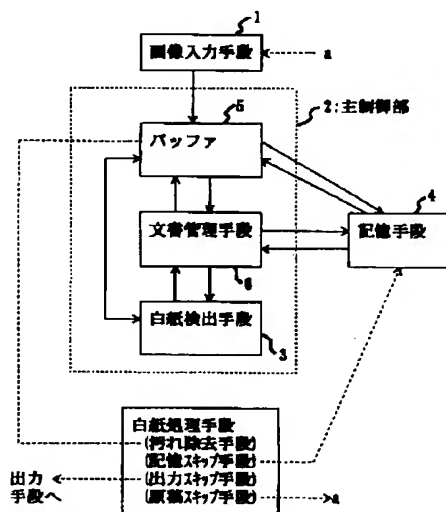 1
画像入力手段
a
2:主制御部
5
バッファ
4
文書管理手段
記憶手段
6
白紙検出手段
3
白紙処理手段
(汚れ除去手段)
(記憶スキップ手段)
出力
手段へ
(出力スキップ手段)
(原稿スキップ手段)
a